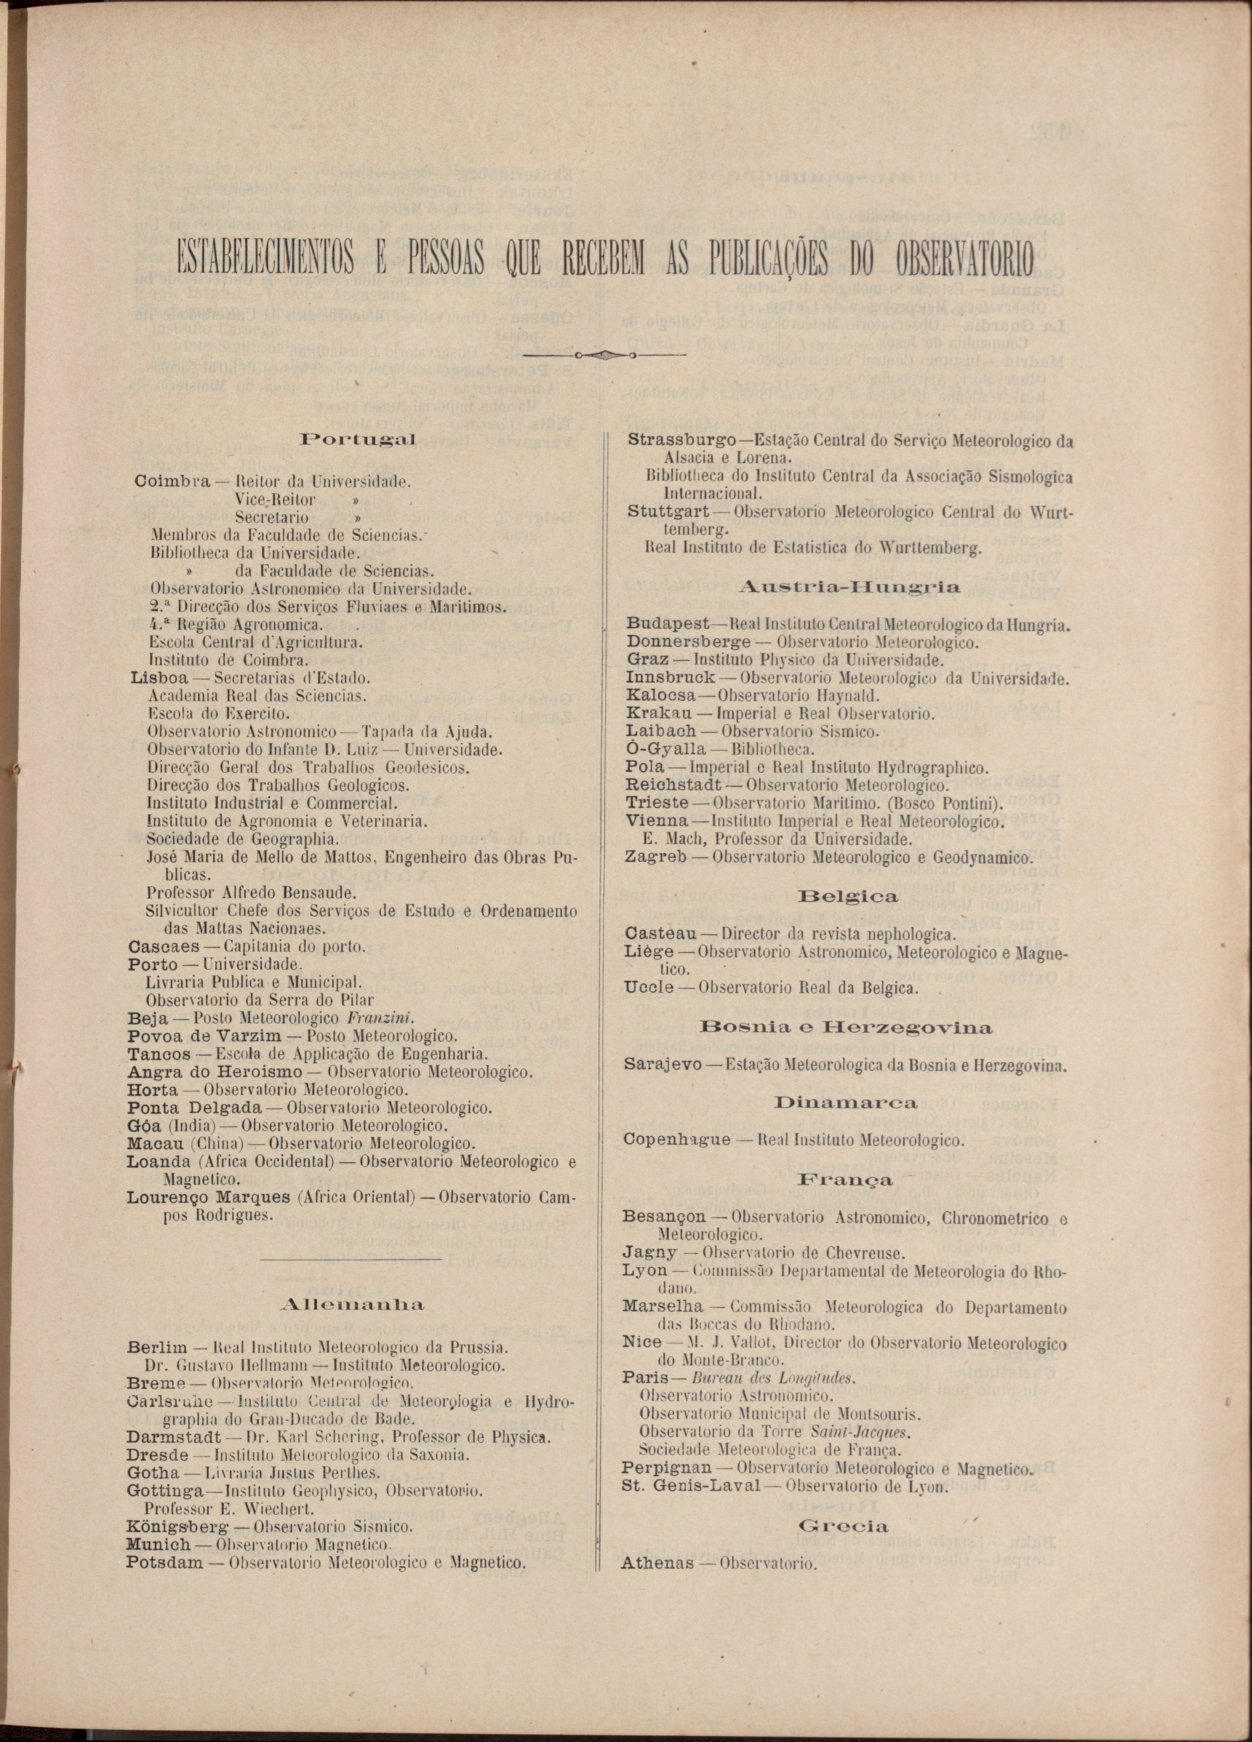 ESTABELECIMENTOS E PESSOAS QUE RECEBEM AS PUBLICAÇÕES DO OBSERVATORIO
Portugal
Coimbra — Reitor da Universidade.
Vice-Reitor »
Secretario »
Membros da Faculdade de Sciencias.
Bibliotheca da Universidade.
» da Faculdade de Sciencias.
Observatorio Astronomico da Universidade.
2.ª Direcção dos Serviços Fluviaes e Maritimos.
4.ª Região Agronomica.
Escola Central d'Agricultura.
Instituto de Coimbra.
Lisboa — Secretarias d'Estado.
Academia Real das Sciencias.
Escola do Exercito.
Observatorio Astronomico — Tapada da Ajuda.
Observatorio do Infante D. Luiz — Universidade.
Direcção Geral dos Trabalhos Geodesicos.
Direcção dos Trabalhos Geologicos.
Instituto Industrial e Commercial.
Instituto de Agronomia e Veterinaria.
Sociedade de Geographia.
José Maria de Mello de Mattos, Engenheiro das Obras Pu-
blicas.
Professor Alfredo Bensaude.
Silvicultor Chefe dos Serviços de Estudo e Ordenamento
das Mattas Nacionaes.
Cascaes — Capitania do porto.
Porto — Universidade.
Livraria Publica e Municipal.
Observatorio da Serra do Pilar
Beja — Posto Meteorologico Franzini.
Povoa de Varzim — Posto Meteorologico.
Tancos — Escola de Applicação de Engenharia.
Angra do Heroismo — Observatorio Meteorologico.
Horta — Observatorio Meteorologico.
Ponta Delgada — Observatorio Meteorologico.
Gôa (India) — Observatorio Meteorologico.
Macau (China) — Observatorio Meteorologico.
Loanda (Africa Occidental) — Observatorio Meteorologico e
Magnetico.
Lourenço Marques (Africa Oriental) — Observatorio Cam-
pos Rodrigues.
Allemanha
Berlim — Real Instituto Meteorologico da Prussia.
Dr. Gustavo Hellmann — Instituto Meteorologico.
Breme — Observatorio Meteorologico.
Carlsruhe — Instituto Central de Meteorologia e Hydro-
graphia do Gran-Ducado de Bade.
Darmstadt — Dr. Karl Schering, Professor de Physica.
Dresde — Instituto Meteorologico da Saxonia.
Gotha — Livraria Justus Perthes.
Gottinga — Instituto Geophysico, Observatorio.
Professor E. Wiechert.
Königsberg — Observatorio Sismico.
Munich — Observatorio Magnetico.
Potsdam — Observatorio Meteorologico e Magnetico.
Strassburgo — Estação Central do Serviço Meteorologico da
Alsacia e Lorena.
Bibliotheca do Instituto Central da Associação Sismologica
Internacional.
Stuttgart — Observatorio Meteorologico Central do Wurt-
temberg.
Real Instituto de Estatistica do Wurttemberg.
Austria-Hungria
Budapest — Real Instituto Central Meteorologico da Hungria.
Donnersberge — Observatorio Meteorologico.
Graz — Instituto Physico da Universidade.
Innsbruck — Observatorio Meteorologico da Universidade.
Kalocsa — Observatorio Haynald.
Krakau — Imperial e Real Observatorio.
Laibach — Observatorio Sismico.
Ó-Gyalla — Bibliotheca.
Pola — Imperial e Real Instituto Hydrographico.
Reichstadt — Observatorio Meteorologico.
Trieste — Observatorio Maritimo. (Bosco Pontini).
Vienna — Instituto Imperial e Real Meteorologico.
E. Mach, Professor da Universidade.
Zagreb — Observatorio Meteorologico e Geodynamico.
Belgica
Casteau — Director da revista nephologica.
Liège — Observatorio Astronomico, Meteorologico e Magne-
tico.
Uccle — Observatorio Real da Belgica.
Bosnia e Herzegovina
Sarajevo — Estação Meteorologica da Bosnia e Herzegovina.
Dinamarca
Copenhague — Real Instituto Meteorologico.
França
Besançon — Observatorio Astronomico, Chronometrico e
Meteorologico.
Jagny — Observatorio de Chevreuse.
Lyon — Commissão Departamental de Meteorologia do Rho-
dano.
Marselha — Commissão Meteorologica do Departamento
das Boccas do Rhodano.
Nice — M. J. Vallot, Director do Observatorio Meteorologico
do Monte-Branco.
Paris — Bureau des Longitudes.
Observatorio Astronomico.
Observatorio Municipal de Montsouris.
Observatorio da Torre Saint-Jacques.
Sociedade Meteorologica de França.
Perpignan — Observatorio Meteorologico e Magnetico.
St. Genis-Laval — Observatorio de Lyon.
Grecia
Athenas — Observatorio.